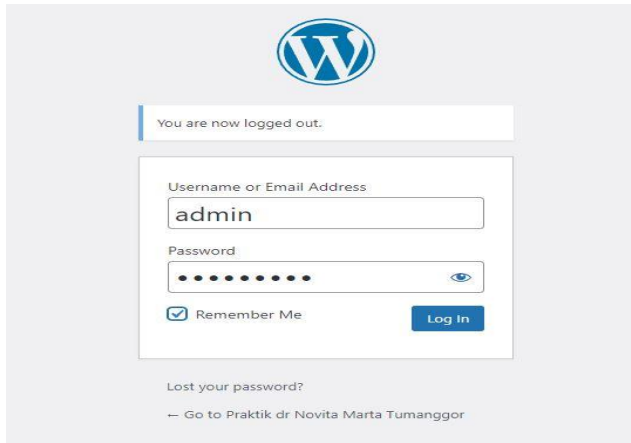 You are now logged out.
Username or Email Address
admin
Password
•••••••••
Remember Me
Log In
Lost your password?
← Go to Praktik dr Novita Marta Tumanggor